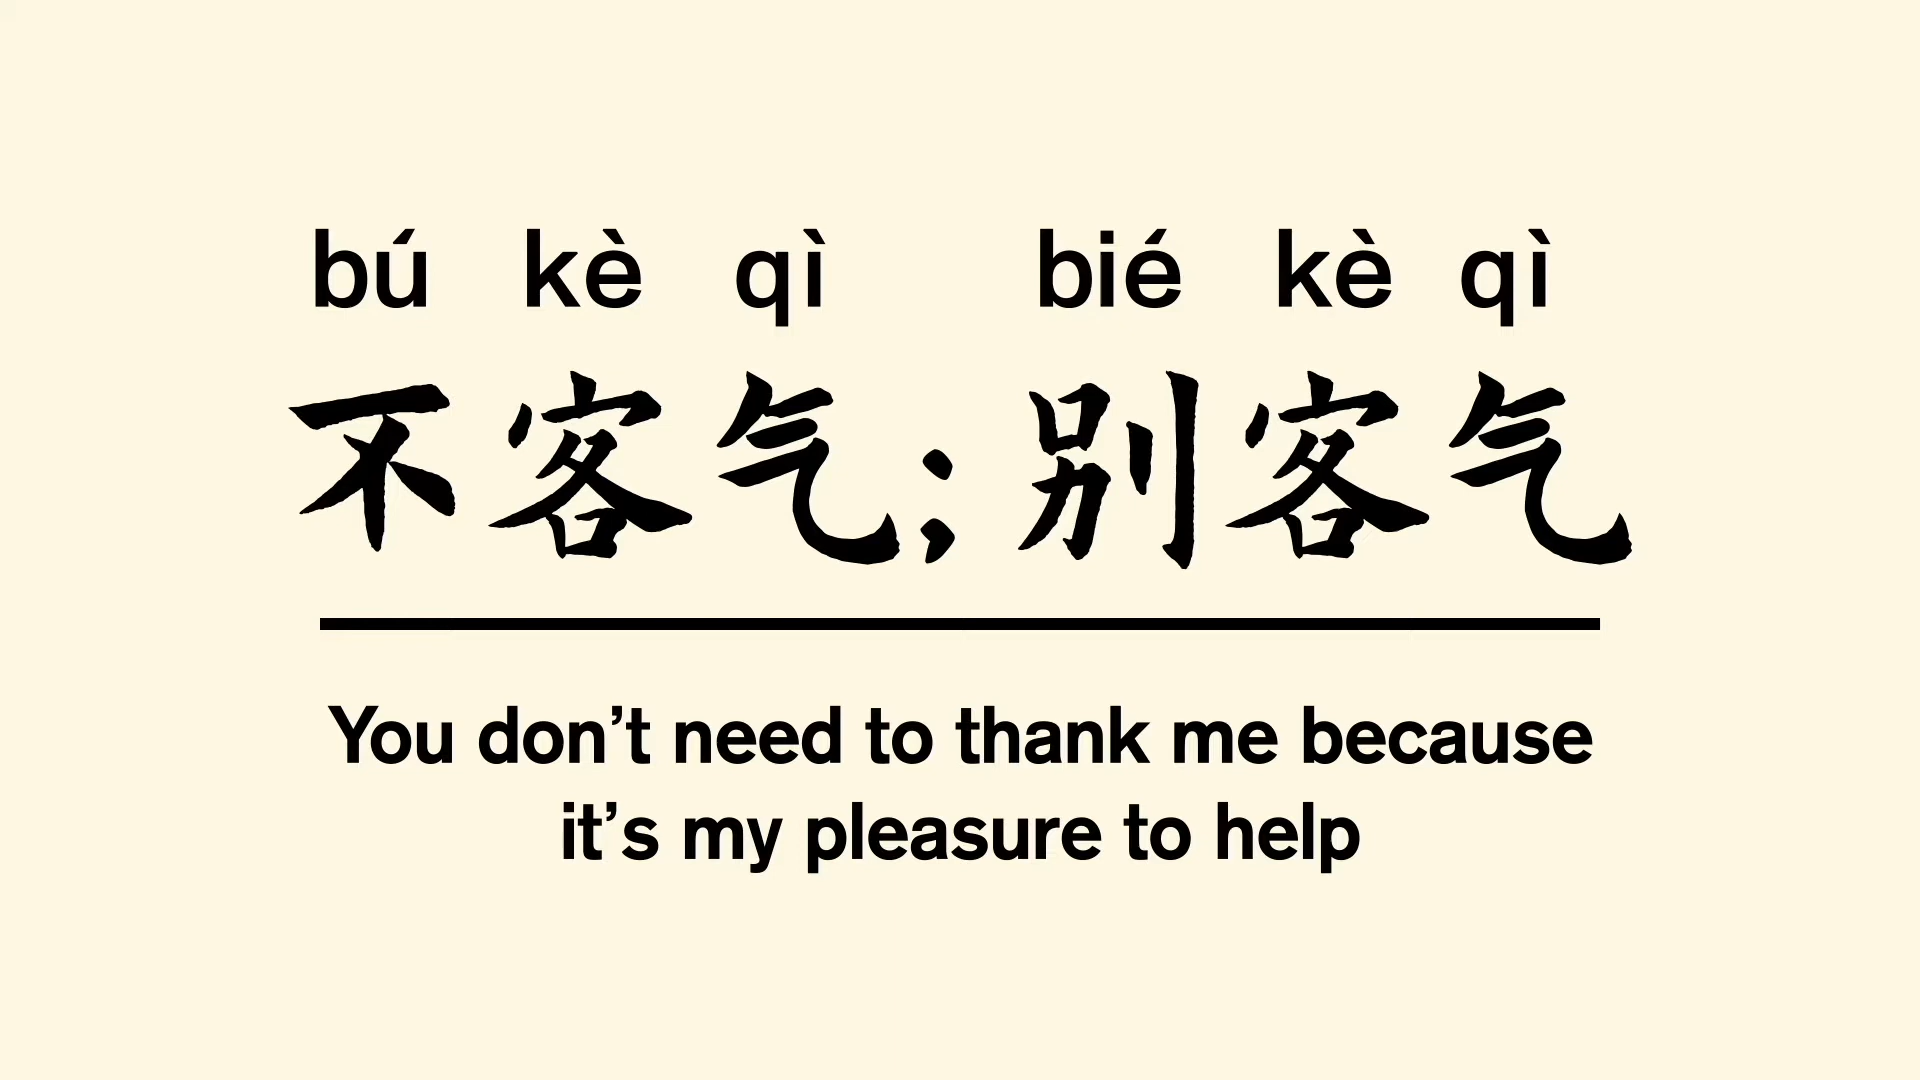 bú kè qì bié kè qì
不客气;别客气
You don’t need to thank me because
it’s my pleasure to help